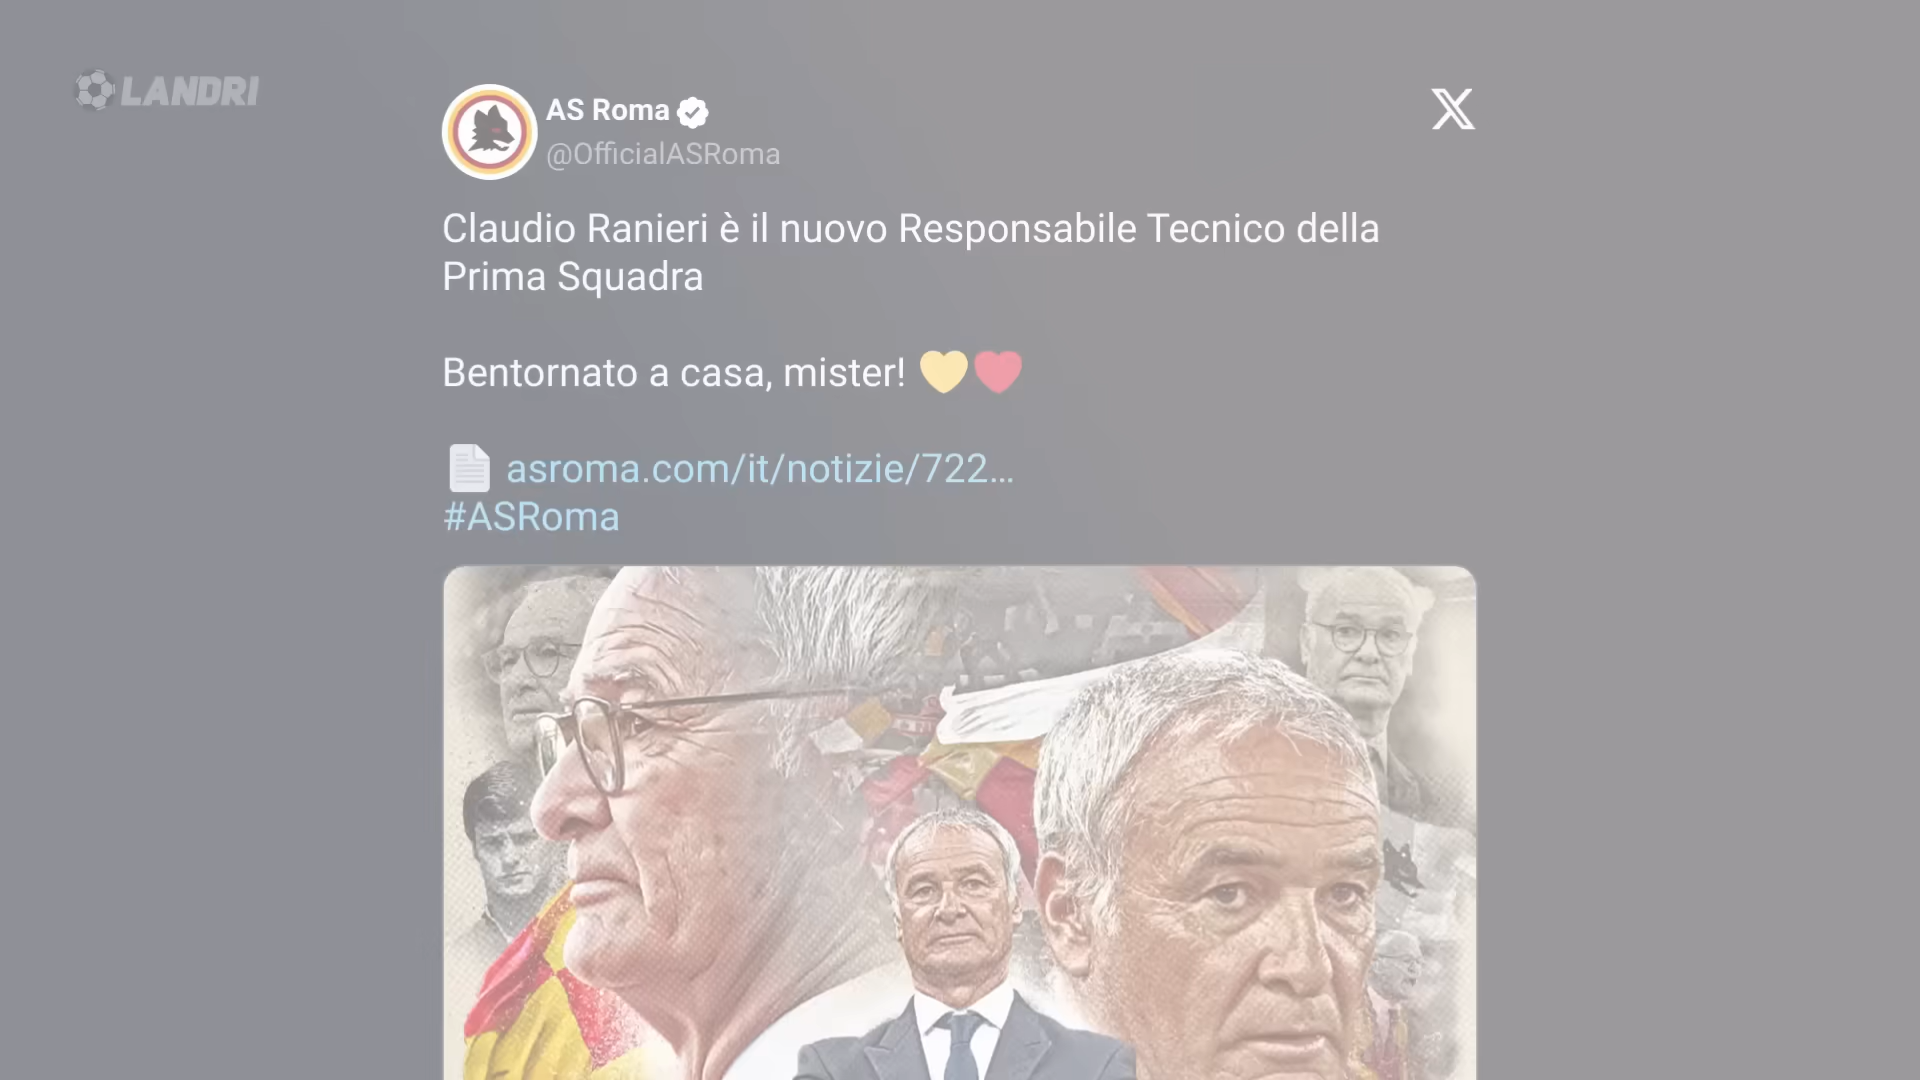 LANDRI
AS Roma
@OfficialASRoma
Claudio Ranieri è il nuovo Responsabile Tecnico della
Prima Squadra
Bentornato a casa, mister! 💛❤️
📄 asroma.com/it/notizie/722…
#ASRoma